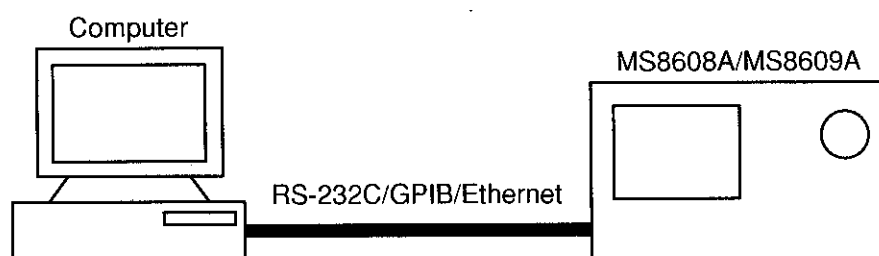 Computer
MS8608A/MS8609A
RS-232C/GPIB/Ethernet